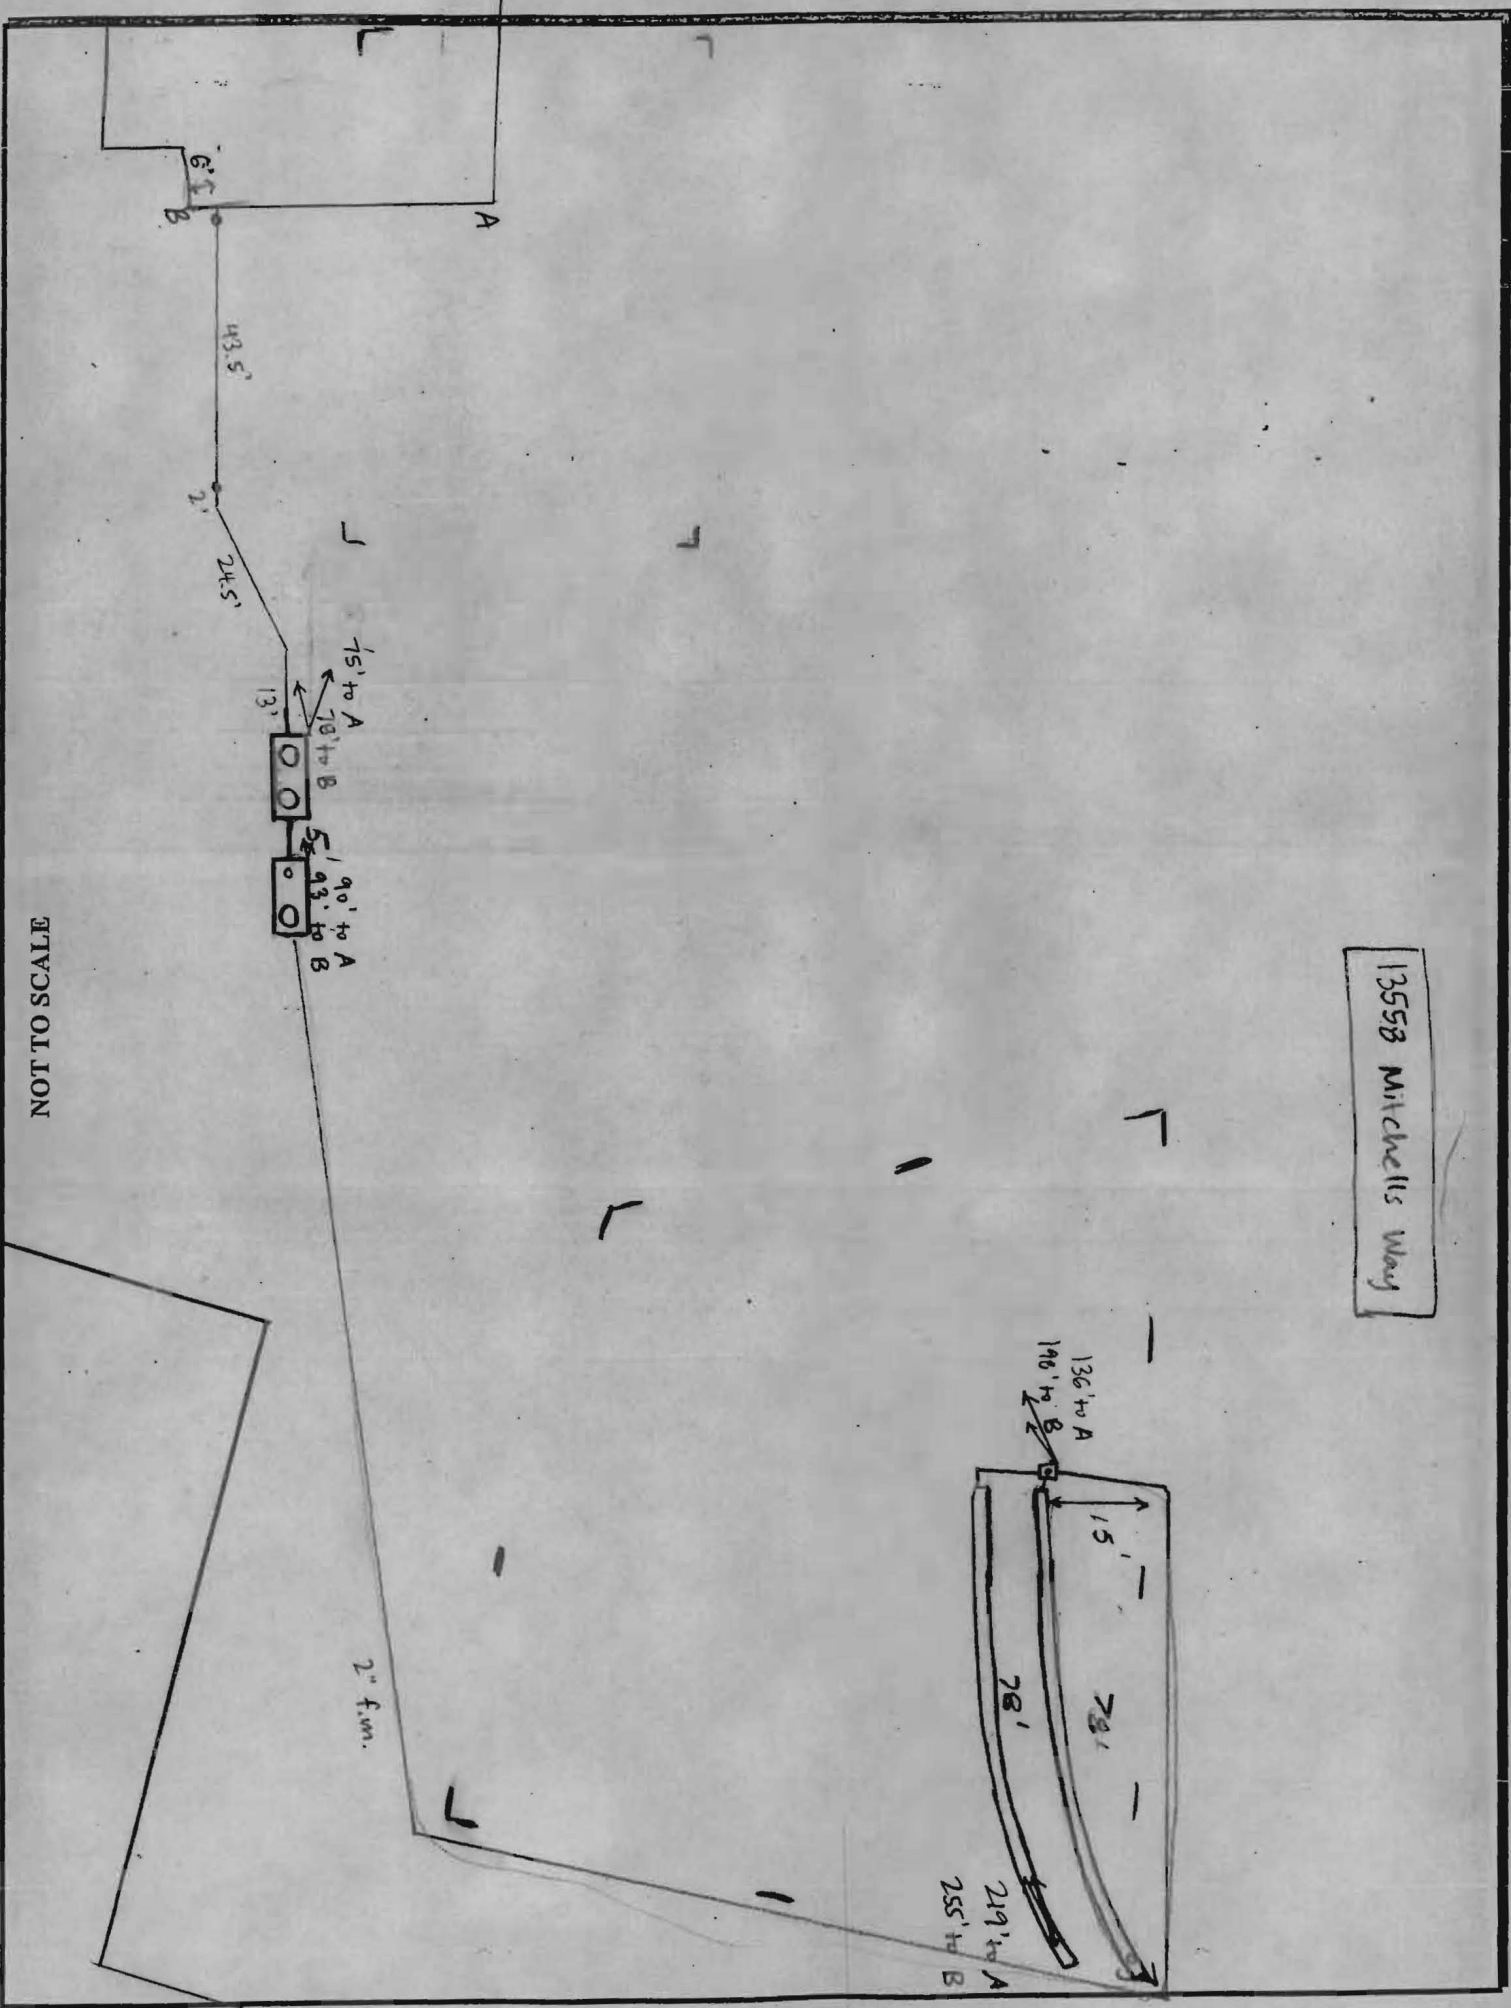 13558 Mitchells Way
A
B
6'
43.5'
2'
24.5'
13'
75' to A
78' to B
5'
90' to A
93' to B
136' to A
198' to B
15'
78'
78'
219' to A
255' to B
2" f.m.
NOT TO SCALE